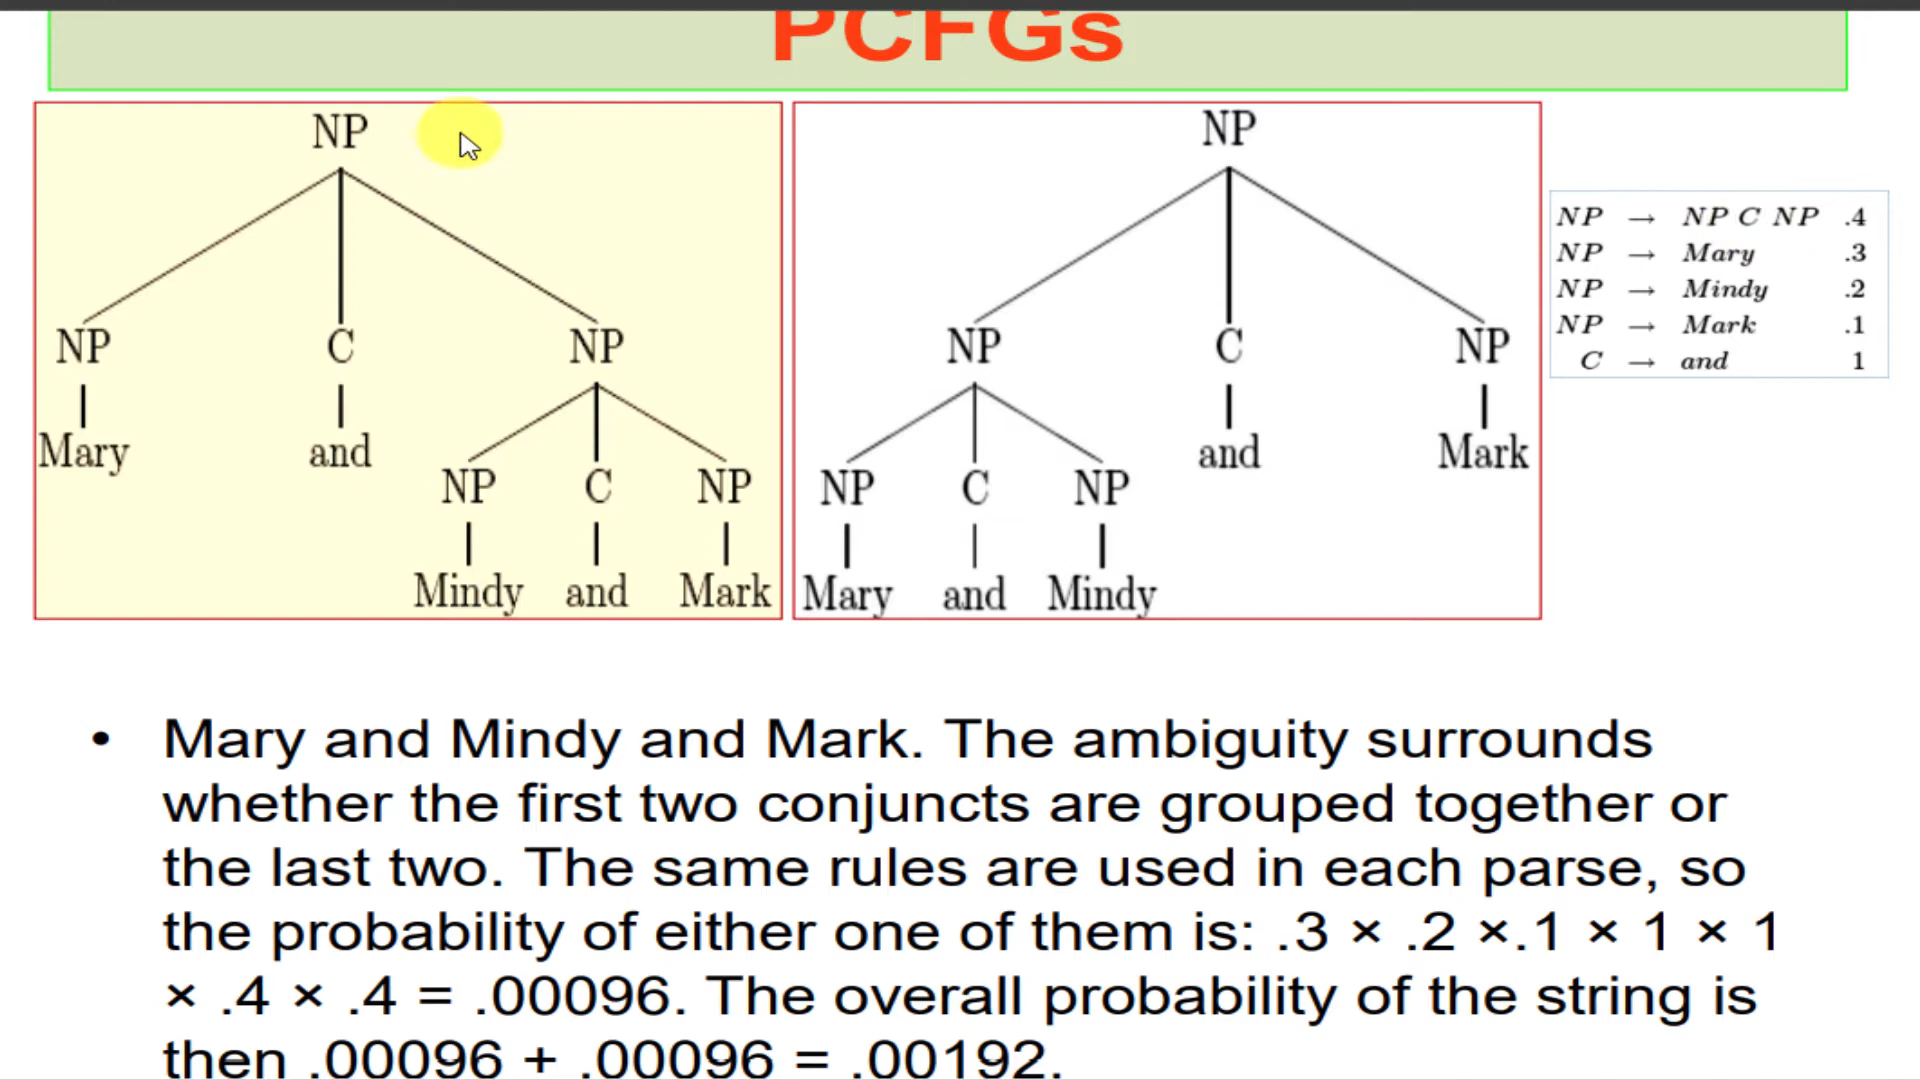 PCFGs
NP
NP C NP
Mary and
NP C NP
Mindy and Mark
NP
NP C NP
and Mark
NP C NP
Mary and Mindy
NP → NP C NP .4
NP → Mary .3
NP → Mindy .2
NP → Mark .1
C → and 1
• Mary and Mindy and Mark. The ambiguity surrounds
whether the first two conjuncts are grouped together or
the last two. The same rules are used in each parse, so
the probability of either one of them is: .3 × .2 ×.1 × 1 × 1
× .4 × .4 = .00096. The overall probability of the string is
then .00096 + .00096 = .00192.